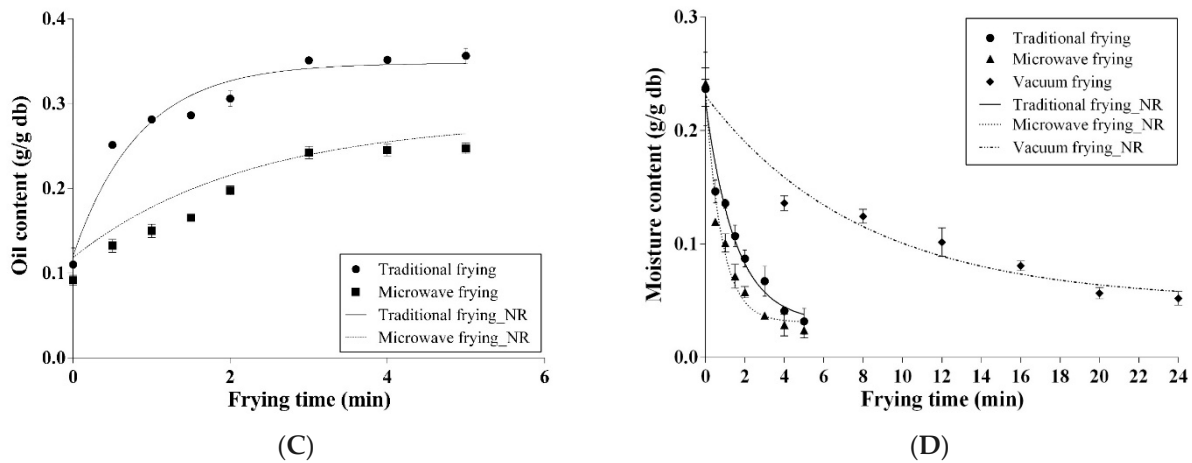 0.4
0.3
0.2
0.1
0.0
Oil content (g/g db)
Traditional frying
Microwave frying
Traditional frying_NR
Microwave frying_NR
0 2 4 6
Frying time (min)
(C)
0.3
0.2
0.1
0.0
Moisture content (g/g db)
Traditional frying
Microwave frying
Vacuum frying
Traditional frying_NR
Microwave frying_NR
Vacuum frying_NR
0 2 4 6 8 10 12 14 16 18 20 22 24
Frying time (min)
(D)